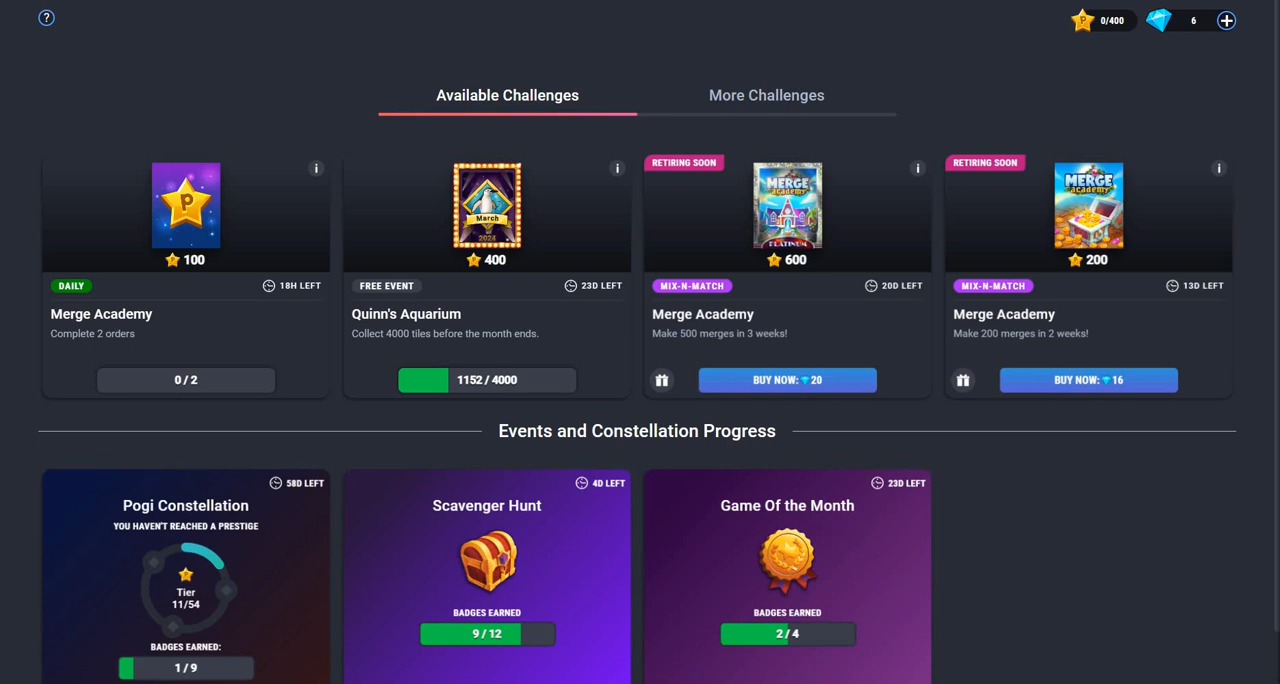 ?
P 0/400
6
Available Challenges
More Challenges
P
100
DAILY
18H LEFT
Merge Academy
Complete 2 orders
0 / 2
i
March
2024
400
FREE EVENT
23D LEFT
Quinn's Aquarium
Collect 4000 tiles before the month ends.
1152 / 4000
i
RETIRING SOON
MERGE
academy
PLATINUM
600
MIX-N-MATCH
20D LEFT
Merge Academy
Make 500 merges in 3 weeks!
BUY NOW: 20
i
RETIRING SOON
MERGE
academy
200
MIX-N-MATCH
13D LEFT
Merge Academy
Make 200 merges in 2 weeks!
BUY NOW: 16
i
Events and Constellation Progress
58D LEFT
Pogi Constellation
YOU HAVEN'T REACHED A PRESTIGE
Tier
11/54
BADGES EARNED:
1 / 9
4D LEFT
Scavenger Hunt
BADGES EARNED
9 / 12
23D LEFT
Game Of the Month
BADGES EARNED
2 / 4